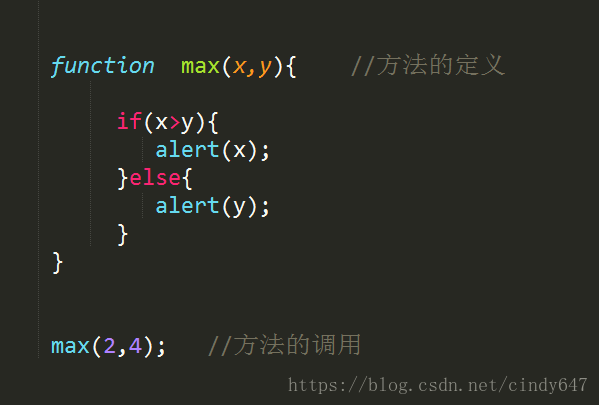 function  max(x,y){    //方法的定义
     if(x>y){
        alert(x);
     }else{
        alert(y);
     }
}
max(2,4);   //方法的调用
https://blog.csdn.net/cindy647